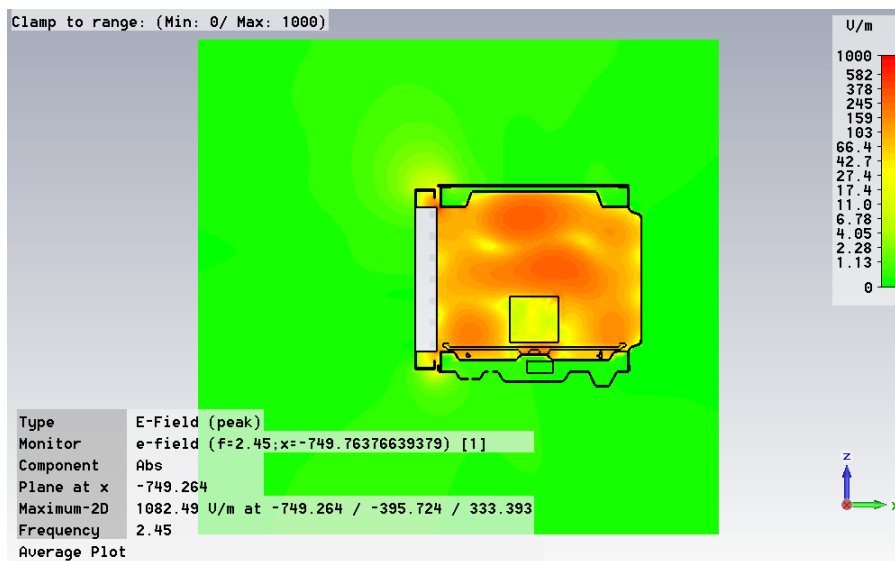 Clamp to range: (Min: 0/ Max: 1000)
V/m
1000
582
378
245
159
103
66.4
42.7
27.4
17.4
11.0
6.78
4.05
2.28
1.13
0
Type E-Field (peak)
Monitor e-field (f=2.45;x=-749.76376639379) [1]
Component Abs
Plane at x -749.264
Maximum-2D 1082.49 V/m at -749.264 / -395.724 / 333.393
Frequency 2.45
Average Plot
z
x